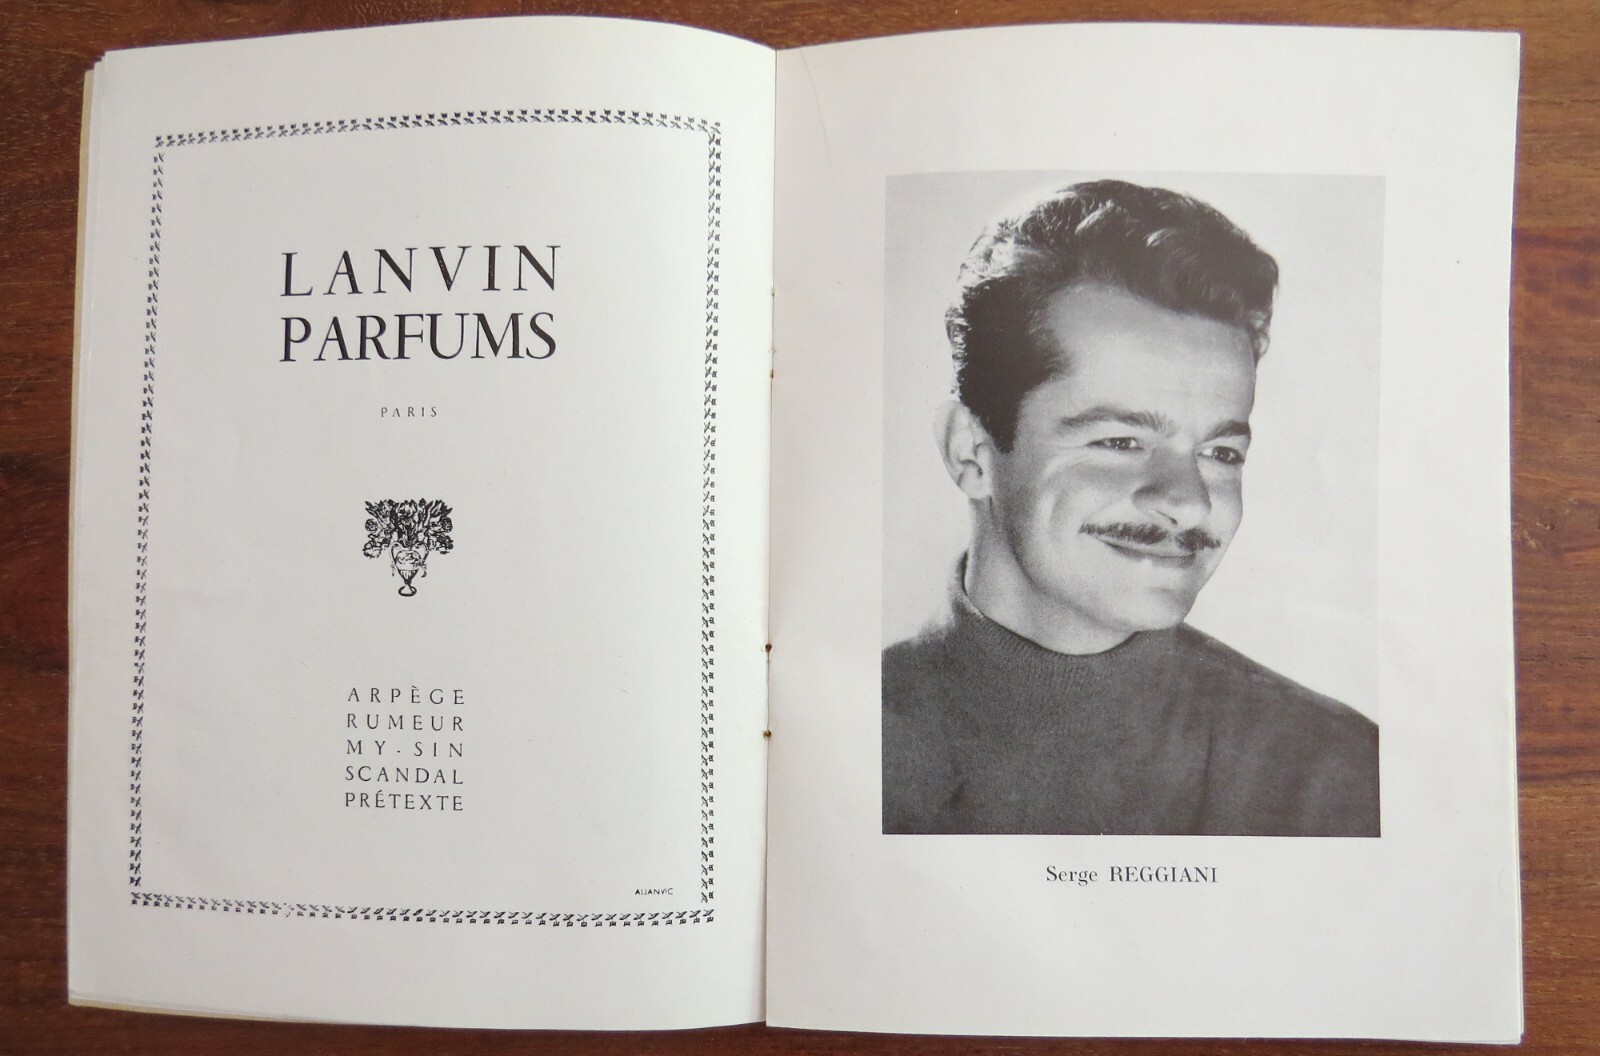 LANVIN
PARFUMS
PARIS
ARPÈGE
RUMEUR
MY-SIN
SCANDAL
PRÉTEXTE
Serge REGGIANI